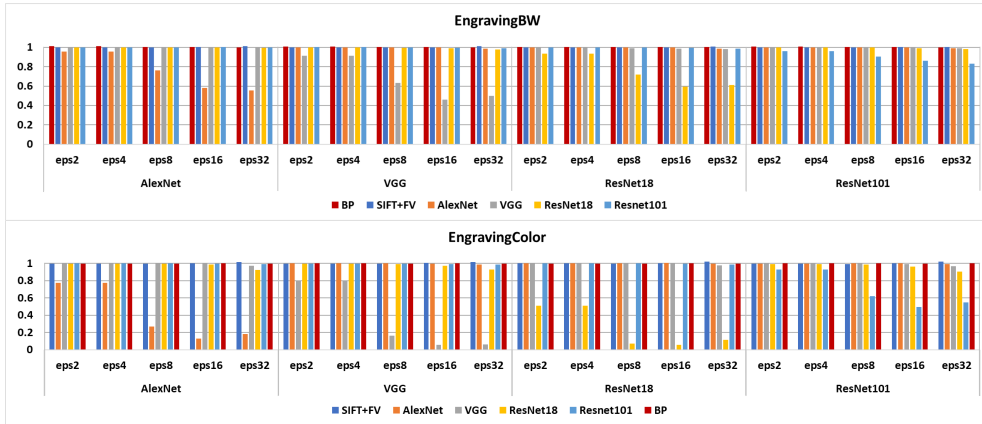 EngravingBW
1
0.8
0.6
0.4
0.2
0
eps2 eps4 eps8 eps16 eps32 eps2 eps4 eps8 eps16 eps32 eps2 eps4 eps8 eps16 eps32 eps2 eps4 eps8 eps16 eps32
AlexNet VGG ResNet18 ResNet101
BP SIFT+FV AlexNet VGG ResNet18 Resnet101
EngravingColor
1
0.8
0.6
0.4
0.2
0
eps2 eps4 eps8 eps16 eps32 eps2 eps4 eps8 eps16 eps32 eps2 eps4 eps8 eps16 eps32 eps2 eps4 eps8 eps16 eps32
AlexNet VGG ResNet18 ResNet101
SIFT+FV AlexNet VGG ResNet18 Resnet101 BP